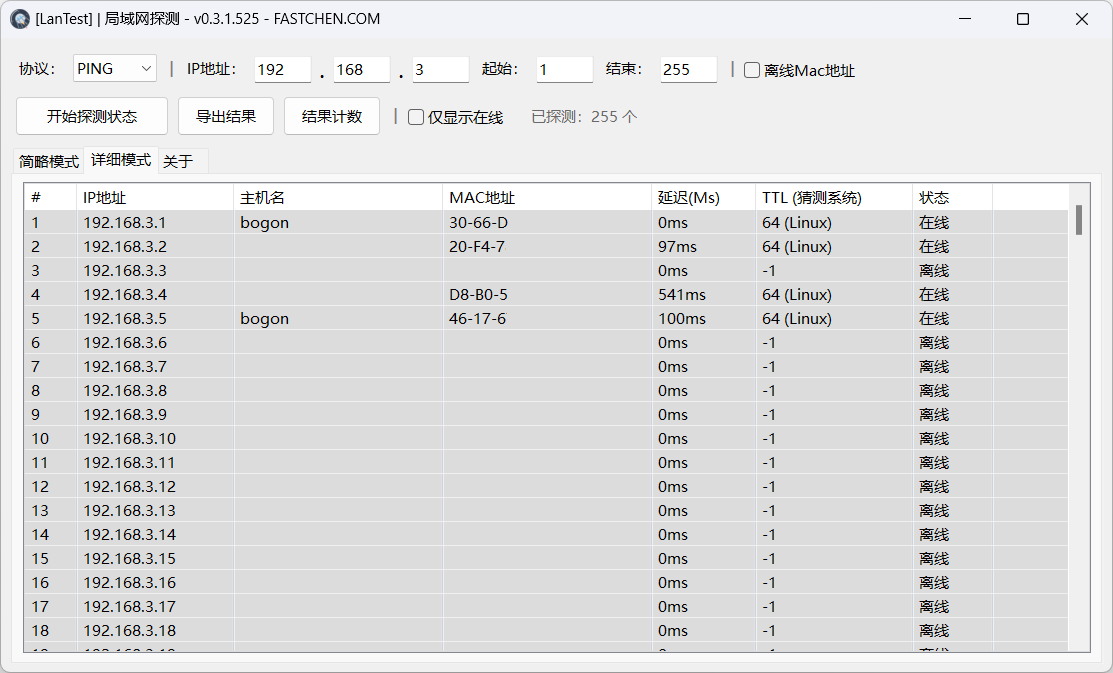 [LanTest] | 局域网探测 - v0.3.1.525 - FASTCHEN.COM
协议： PING | IP地址： 192 . 168 . 3 起始： 1 结束： 255 | 离线Mac地址
开始探测状态 导出结果 结果计数 | 仅显示在线 已探测：255 个
简略模式 详细模式 关于
# IP地址 主机名 MAC地址 延迟(Ms) TTL (猜测系统) 状态
1 192.168.3.1 bogon 30-66-D 0ms 64 (Linux) 在线
2 192.168.3.2 20-F4-7 97ms 64 (Linux) 在线
3 192.168.3.3 0ms -1 离线
4 192.168.3.4 D8-B0-5 541ms 64 (Linux) 在线
5 192.168.3.5 bogon 46-17-6 100ms 64 (Linux) 在线
6 192.168.3.6 0ms -1 离线
7 192.168.3.7 0ms -1 离线
8 192.168.3.8 0ms -1 离线
9 192.168.3.9 0ms -1 离线
10 192.168.3.10 0ms -1 离线
11 192.168.3.11 0ms -1 离线
12 192.168.3.12 0ms -1 离线
13 192.168.3.13 0ms -1 离线
14 192.168.3.14 0ms -1 离线
15 192.168.3.15 0ms -1 离线
16 192.168.3.16 0ms -1 离线
17 192.168.3.17 0ms -1 离线
18 192.168.3.18 0ms -1 离线